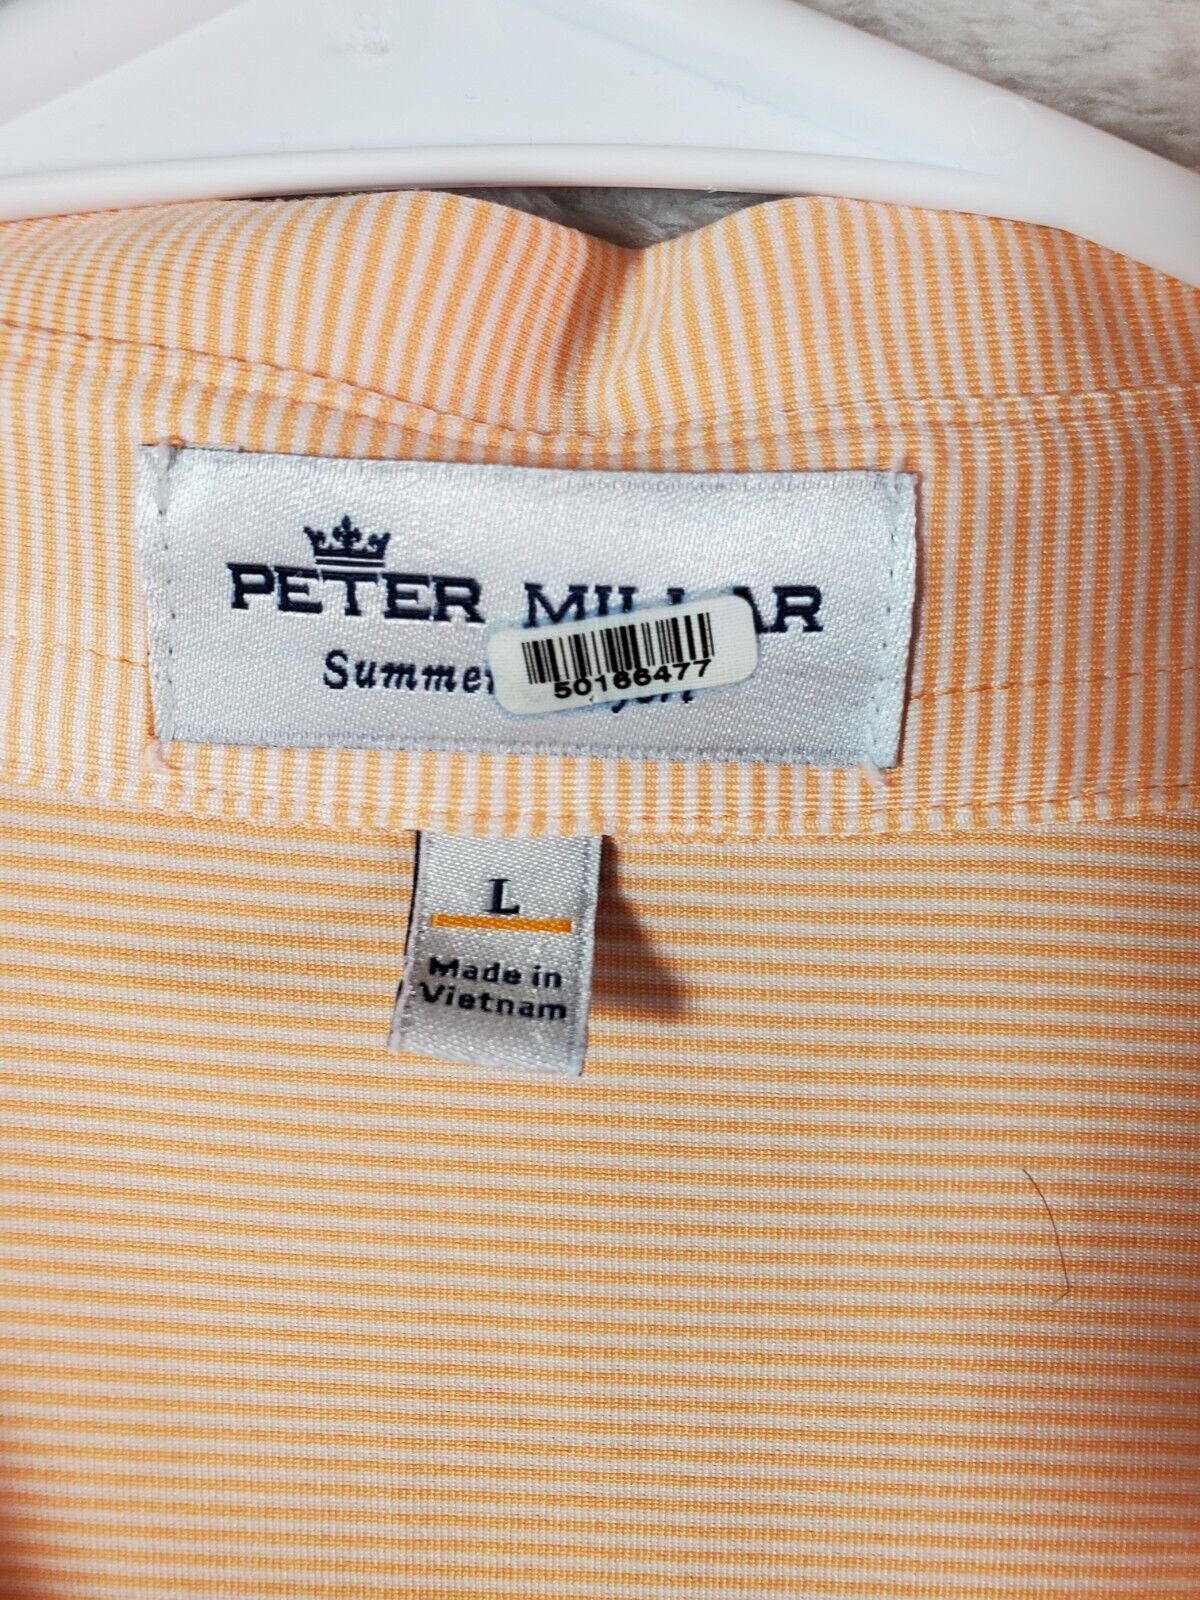 PETER MILLAR
Summer
50166477
L
Made in
Vietnam